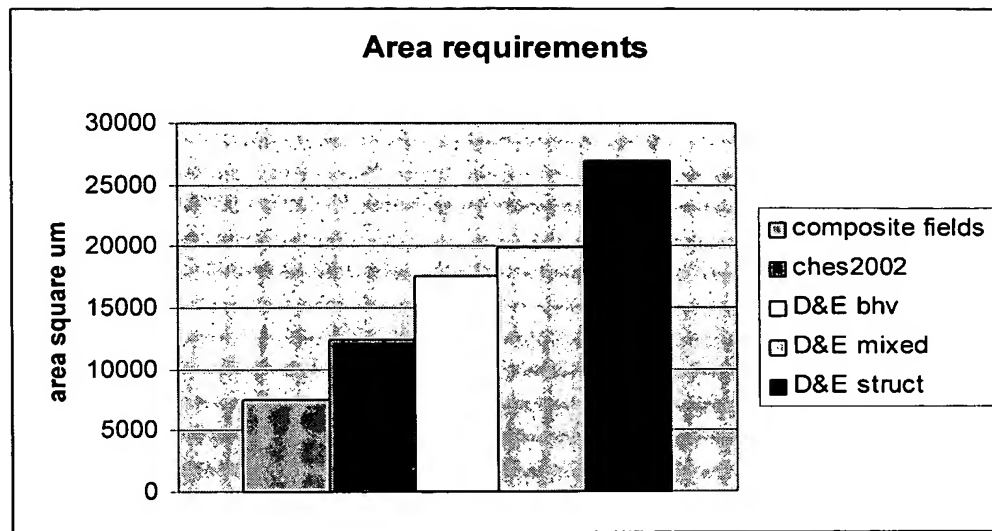 Area requirements
area square um
30000
25000
20000
15000
10000
5000
0
composite fields
ches2002
D&E bhv
D&E mixed
D&E struct